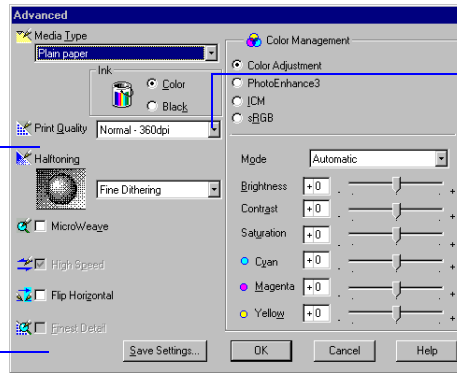 Advanced
Media Type
Plain paper
Ink
Color
Black
Print Quality
Normal - 360dpi
Halftoning
Fine Dithering
MicroWeave
High Speed
Flip Horizontal
Finest Detail
Save Settings...
Color Management
Color Adjustment
PhotoEnhance3
ICM
sRGB
Mode
Automatic
Brightness +0 - +
Contrast +0 - +
Saturation +0 - +
Cyan +0 - +
Magenta +0 - +
Yellow +0 - +
OK
Cancel
Help